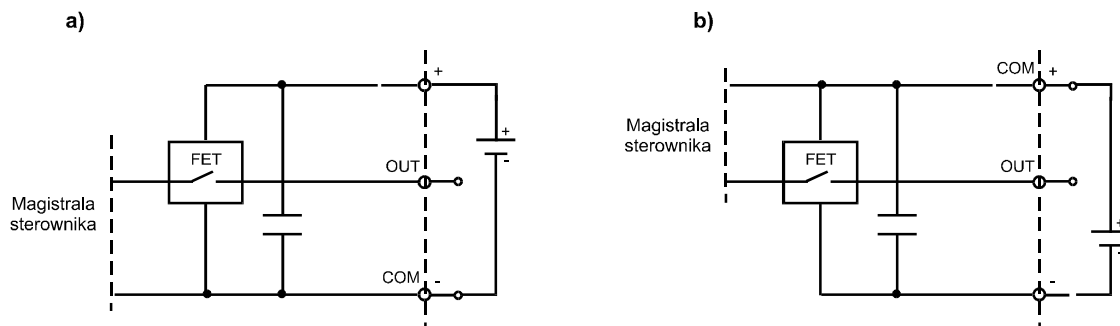 a)
+
+
-
FET
OUT
Magistrala
sterownika
COM
-
b)
COM
+
Magistrala
sterownika
FET
OUT
+
-
-